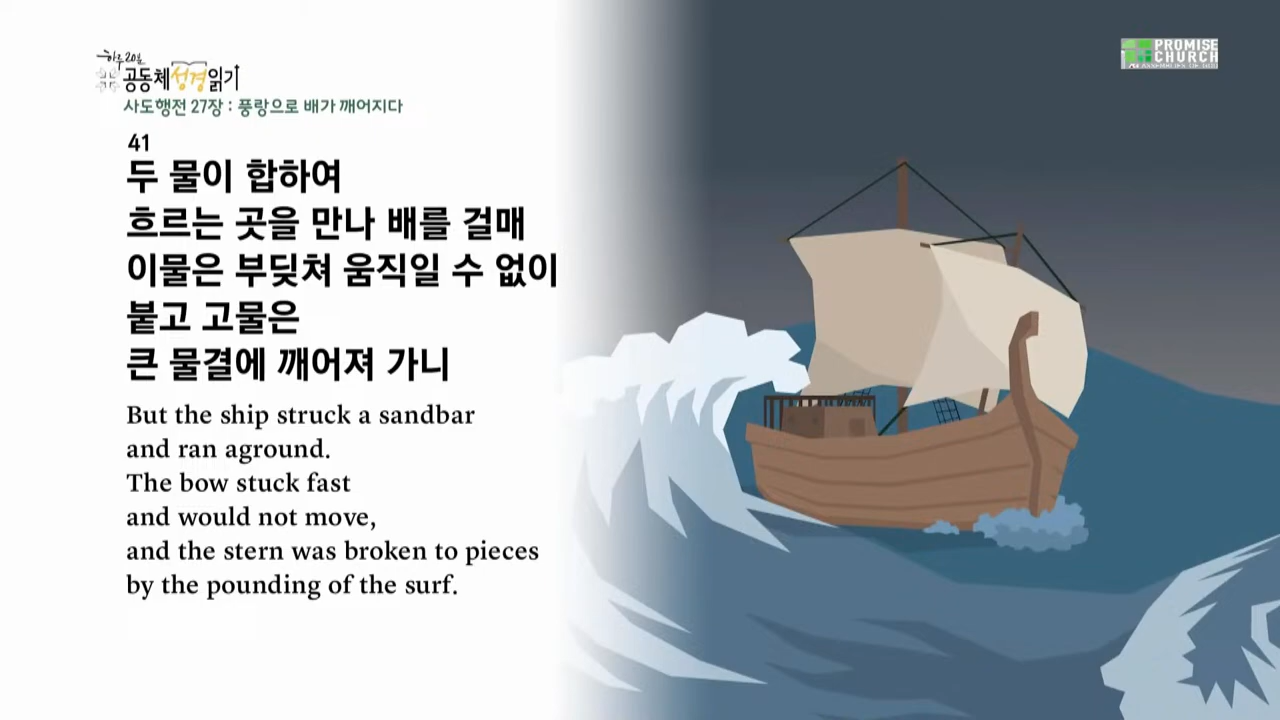 하루20분
공동체성경읽기
사도행전 27장 : 풍랑으로 배가 깨어지다
PROMISE
CHURCH
41
두 물이 합하여
흐르는 곳을 만나 배를 걸매
이물은 부딪쳐 움직일 수 없이
붙고 고물은
큰 물결에 깨어져 가니
But the ship struck a sandbar
and ran aground.
The bow stuck fast
and would not move,
and the stern was broken to pieces
by the pounding of the surf.